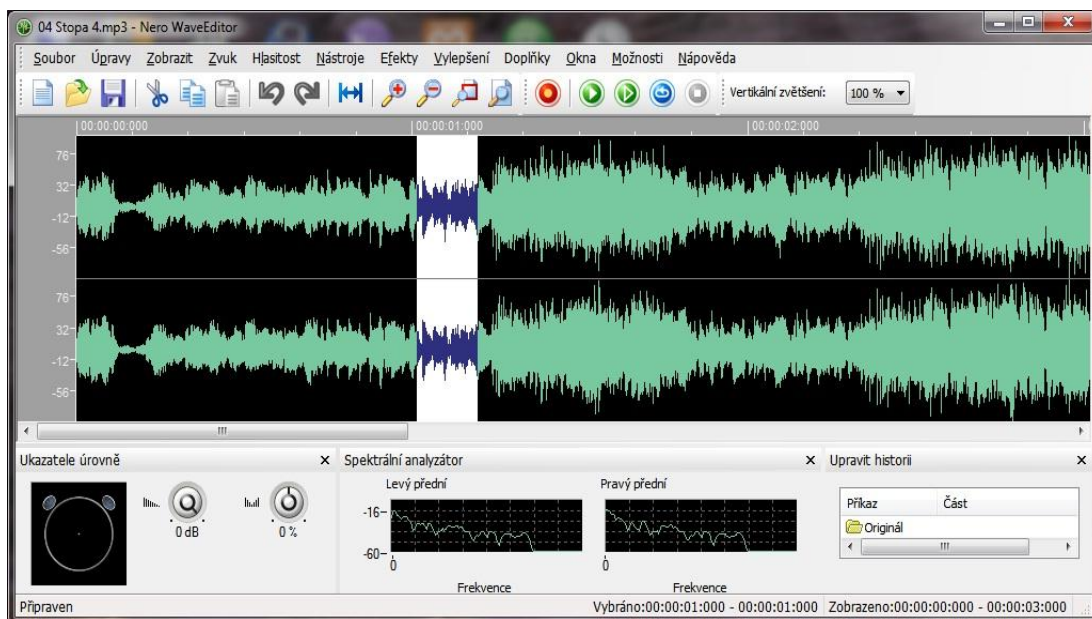 04 Stopa 4.mp3 - Nero WaveEditor
Soubor Úpravy Zobrazit Zvuk Hlasitost Nástroje Efekty Vylepšení Doplňky Okna Možnosti Nápověda
Vertikální zvětšení: 100 %
00:00:00:000 00:00:01:000 00:00:02:000
76
32
-12
-56
76
32
-12
-56
Ukazatele úrovně x Spektrální analyzátor x Upravit historii x
Levý přední Pravý přední
-16
Příkaz Část
0 dB 0 %
Originál
-60
0 0
Frekvence Frekvence
Připraven Vybráno:00:00:01:000 - 00:00:01:000 Zobrazeno:00:00:00:000 - 00:00:03:000